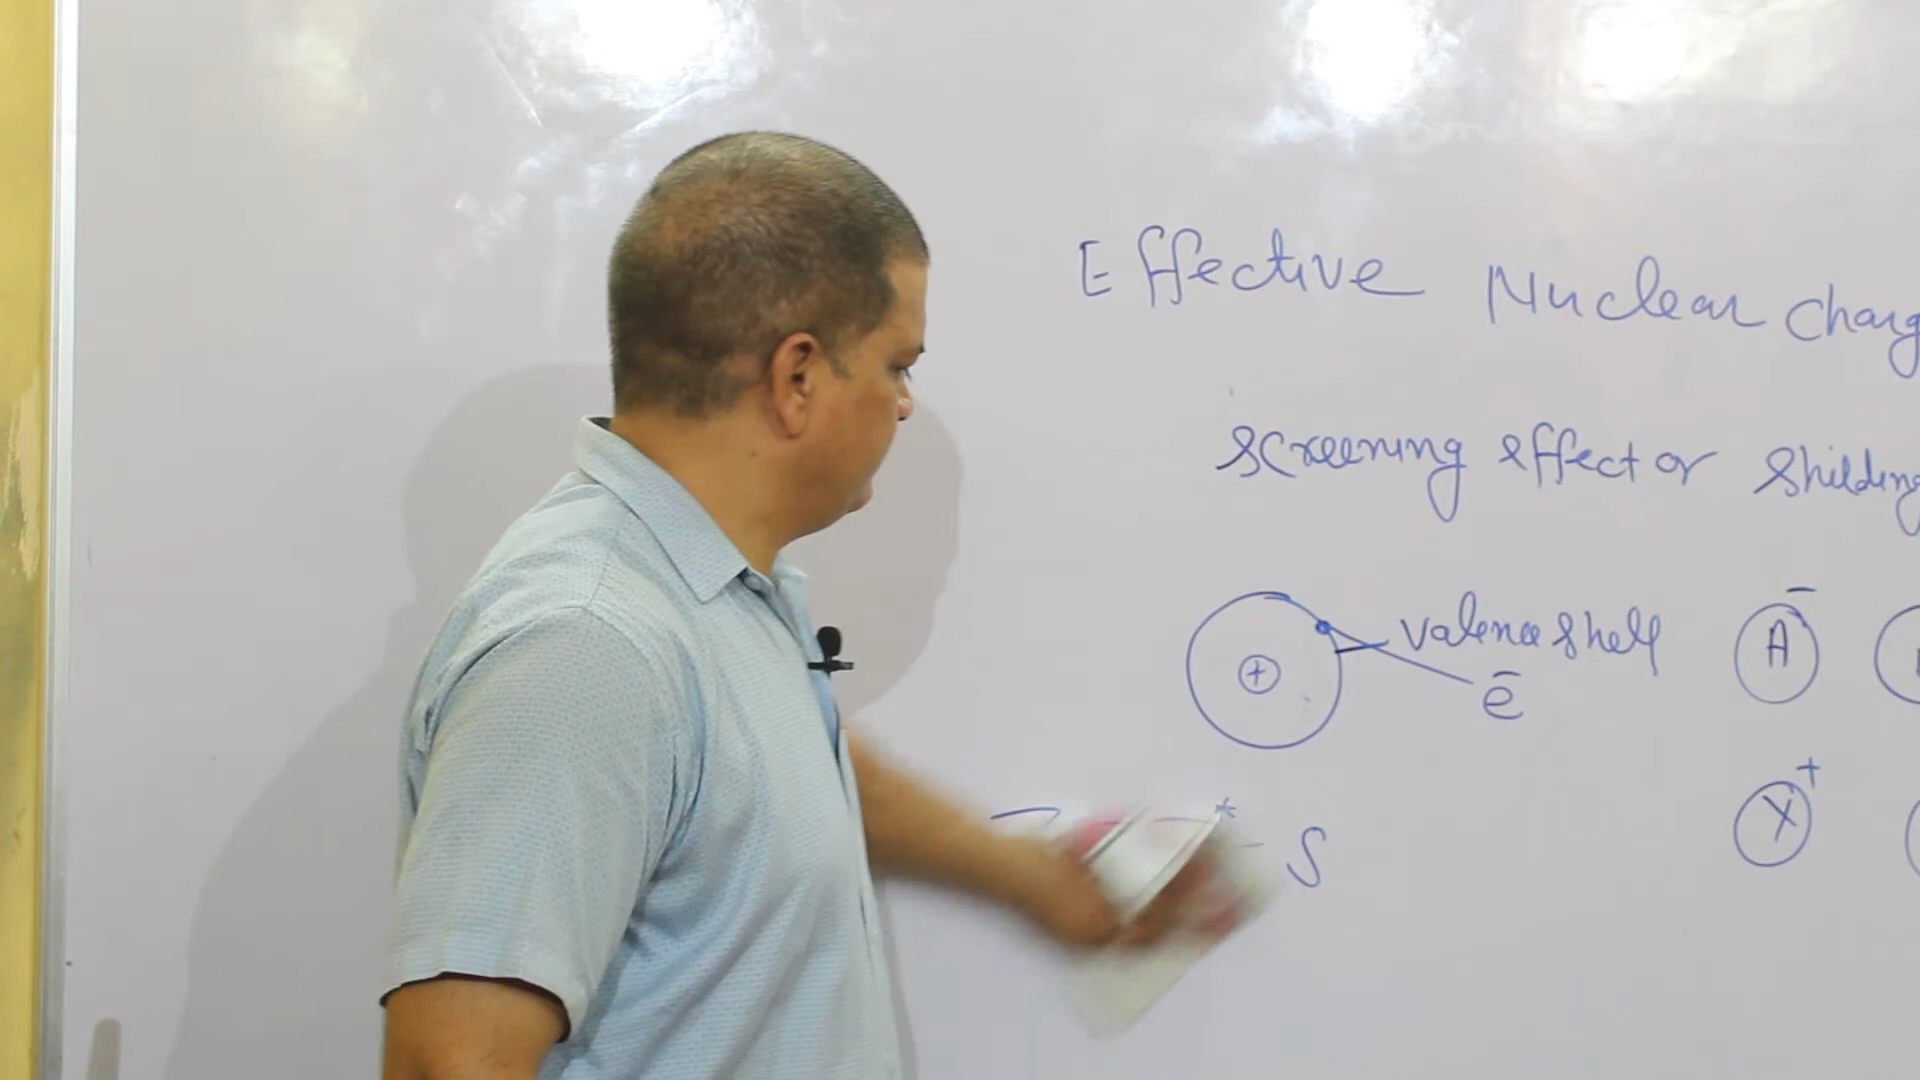 Effective Nuclear Charg
Screening effect or Shilding
valence shell
A⁻
+
e̅
X⁺
* S